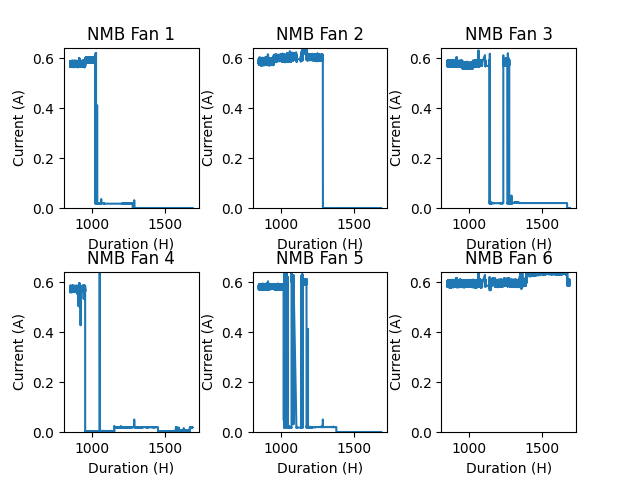 NMB Fan 1
NMB Fan 2
NMB Fan 3
Current (A)
0.6
0.4
0.2
0.0
1000
1500
Duration (H)
Current (A)
0.6
0.4
0.2
0.0
1000
1500
Duration (H)
Current (A)
0.6
0.4
0.2
0.0
1000
1500
Duration (H)
NMB Fan 4
NMB Fan 5
NMB Fan 6
Current (A)
0.6
0.4
0.2
0.0
1000
1500
Duration (H)
Current (A)
0.6
0.4
0.2
0.0
1000
1500
Duration (H)
Current (A)
0.6
0.4
0.2
0.0
1000
1500
Duration (H)